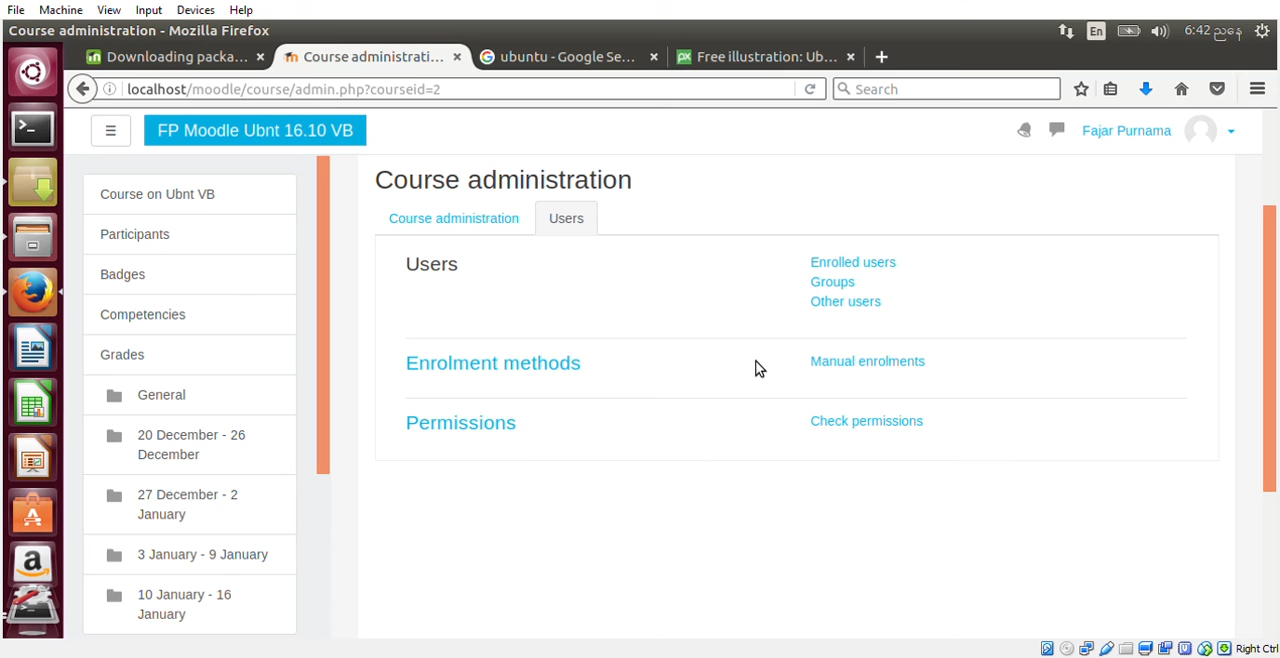 File Machine View Input Devices Help
Course administration - Mozilla Firefox
En
6:42 ညနေ
Downloading packa... ×
Course administrati... ×
ubuntu - Google Se... ×
Free illustration: Ub... ×
localhost/moodle/course/admin.php?courseid=2
Search
FP Moodle Ubnt 16.10 VB
Fajar Purnama
Course on Ubnt VB
Participants
Badges
Competencies
Grades
General
20 December - 26
December
27 December - 2
January
3 January - 9 January
10 January - 16
January
Course administration
Course administration
Users
Users
Enrolled users
Groups
Other users
Enrolment methods
Manual enrolments
Permissions
Check permissions
Right Ctrl